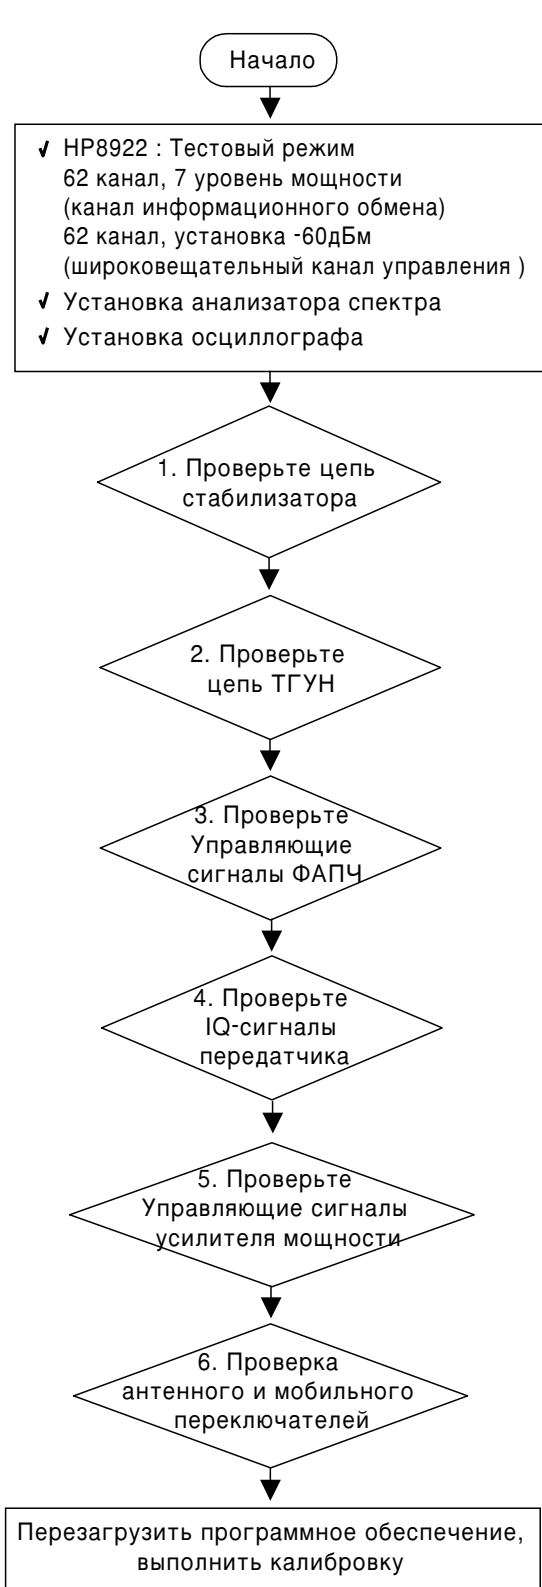 Начало
✓ HP8922 : Тестовый режим
62 канал, 7 уровень мощности
(канал информационного обмена)
62 канал, установка -60дБм
(широковещательный канал управления )
✓ Установка анализатора спектра
✓ Установка осциллографа
1. Проверьте цепь
стабилизатора
2. Проверьте
цепь ТГУН
3. Проверьте
Управляющие
сигналы ФАПЧ
4. Проверьте
IQ-сигналы
передатчика
5. Проверьте
Управляющие сигналы
усилителя мощности
6. Проверка
антенного и мобильного
переключателей
Перезагрузить программное обеспечение,
выполнить калибровку